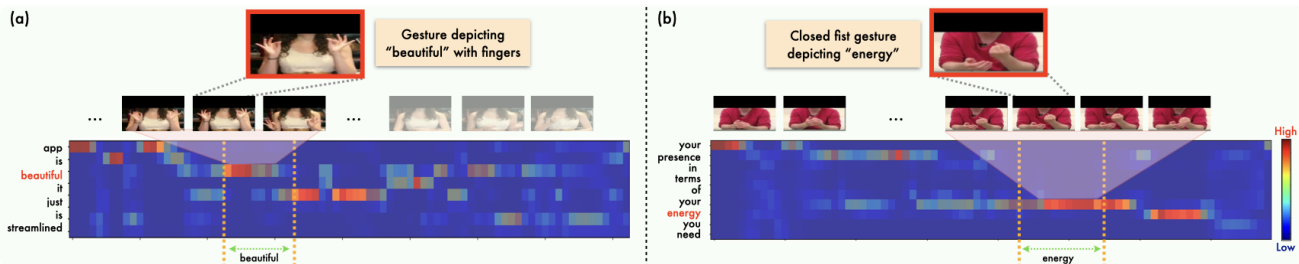 (a)
Gesture depicting
"beautiful" with fingers
...
...
app
is
beautiful
it
just
is
streamlined
beautiful
(b)
Closed fist gesture
depicting "energy"
...
your
presence
in
terms
of
your
energy
you
need
energy
High
Low